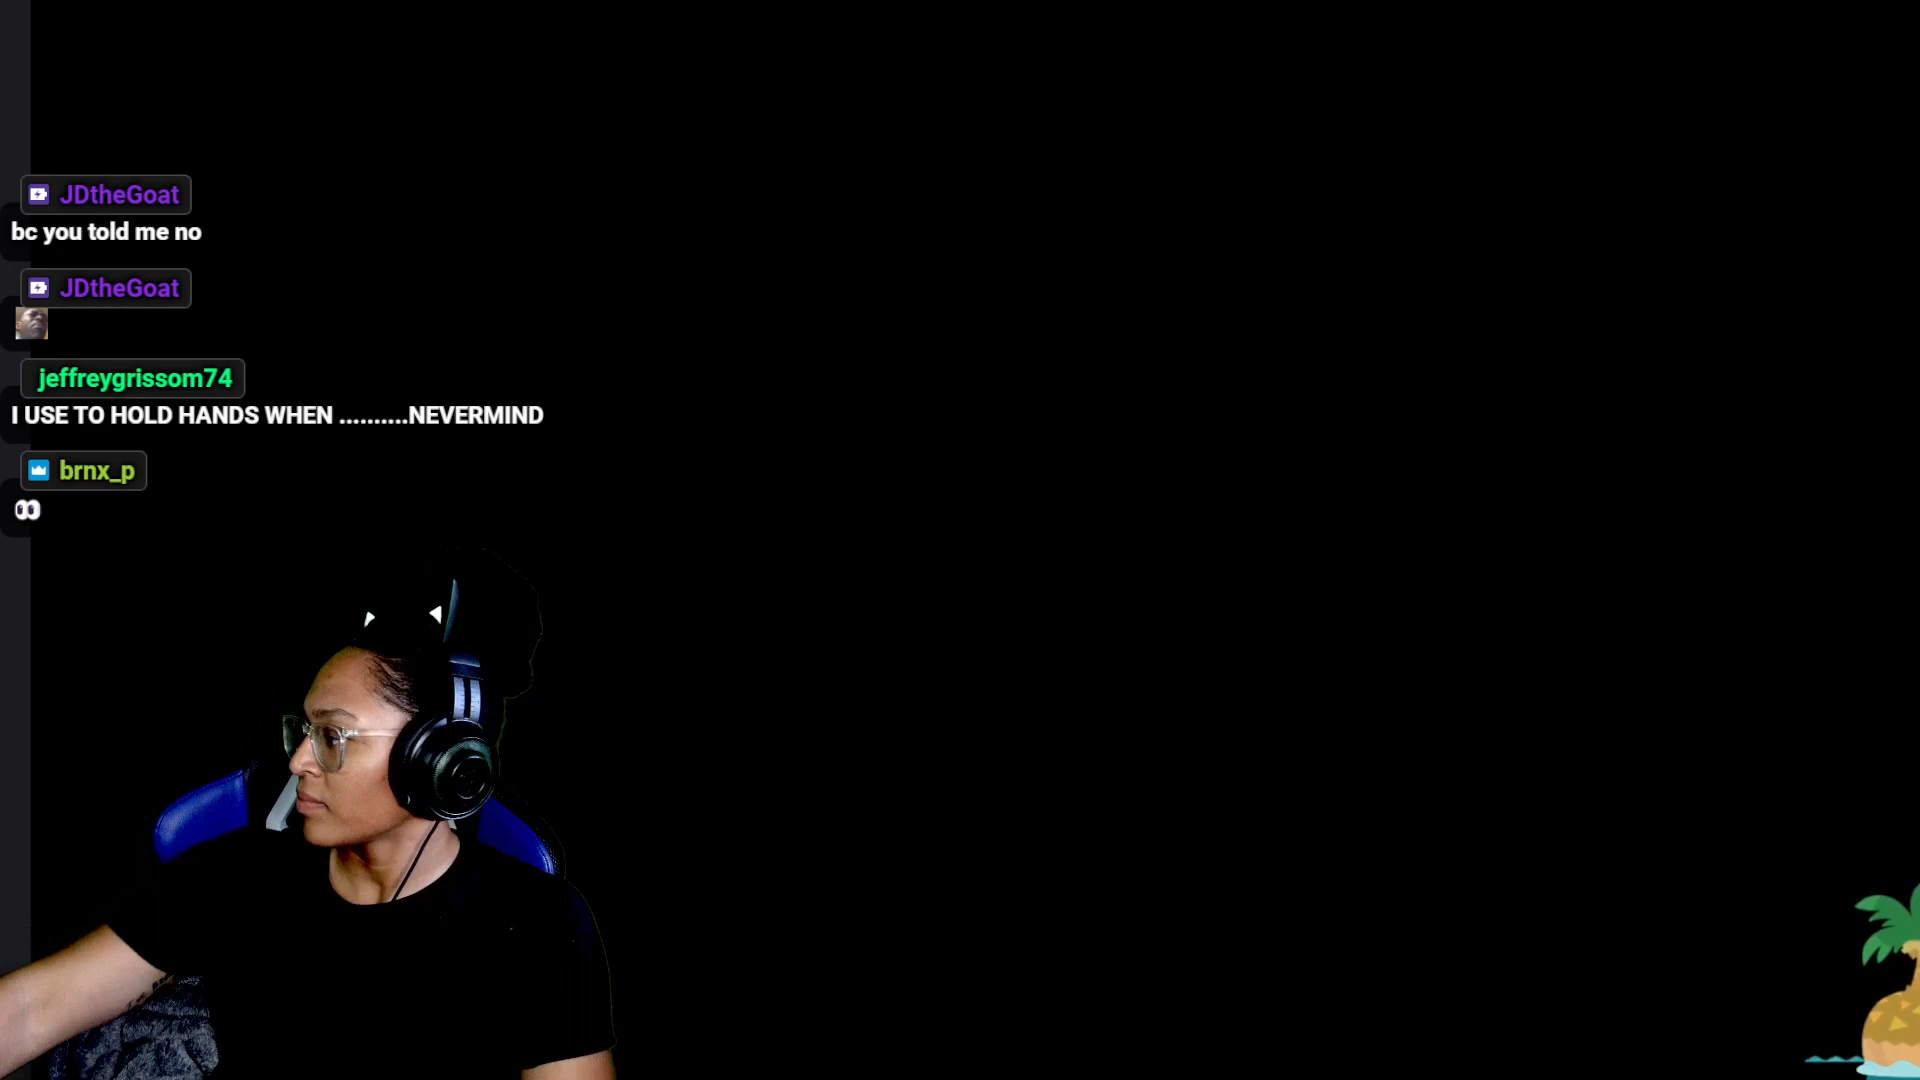 JDtheGoat
bc you told me no
JDtheGoat
jeffreygrissom74
I USE TO HOLD HANDS WHEN ..........NEVERMIND
brnx_p
👀